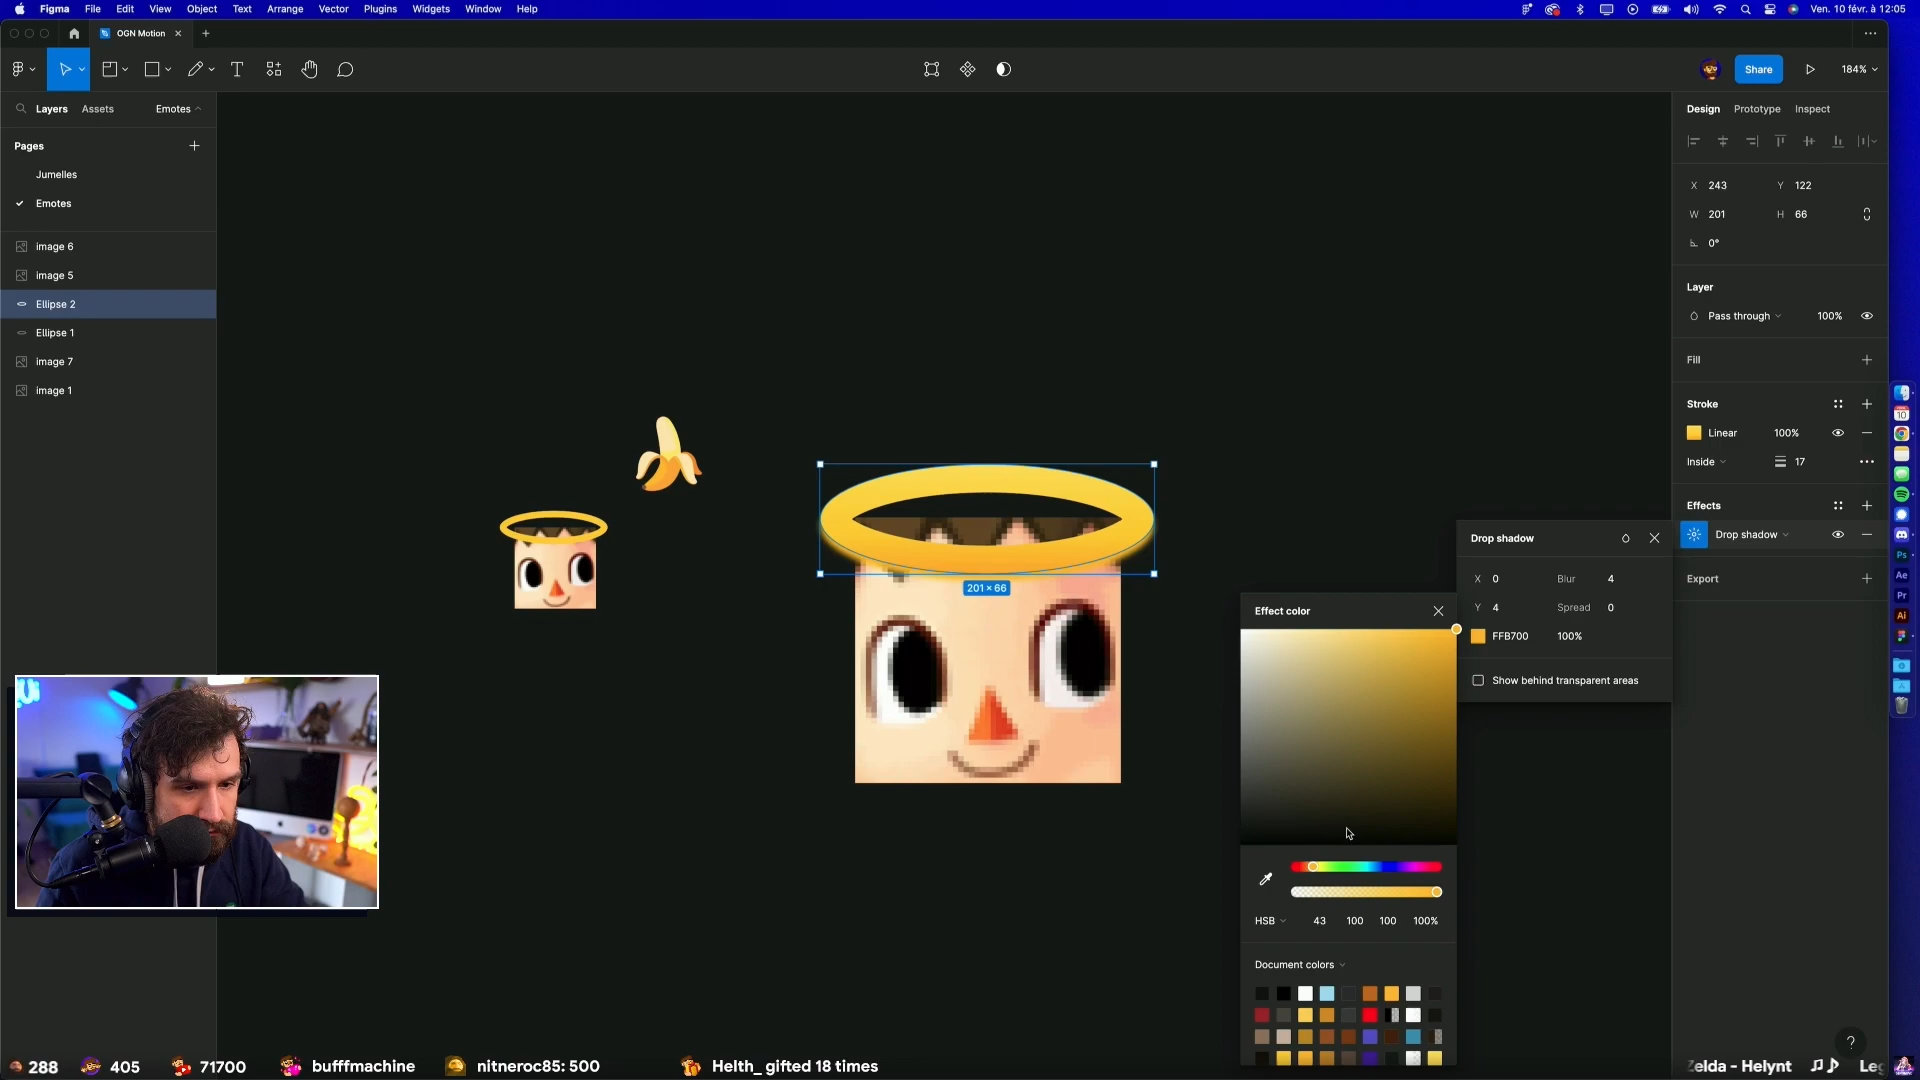 Figma File Edit View Object Text Arrange Vector Plugins Widgets Window Help
Ven. 10 févr. à 12:05
OGN Motion
Share
184%
Layers Assets Emotes
Pages
Jumelles
Emotes
image 6
image 5
Ellipse 2
Ellipse 1
image 7
image 1
201 × 66
Design Prototype Inspect
X 243 Y 122
W 201 H 66
0°
Layer
Pass through 100%
Fill
Stroke
Linear 100%
Inside 17
Effects
Drop shadow
Export
Drop shadow
X 0 Blur 4
Y 4 Spread 0
FFB700 100%
Show behind transparent areas
Effect color
HSB 43 100 100 100%
Document colors
10
Ps
Ae
Pr
Ai
?
288 405 71700 bufffmachine nitneroc85: 500 Helth_ gifted 18 times
Zelda - Helynt